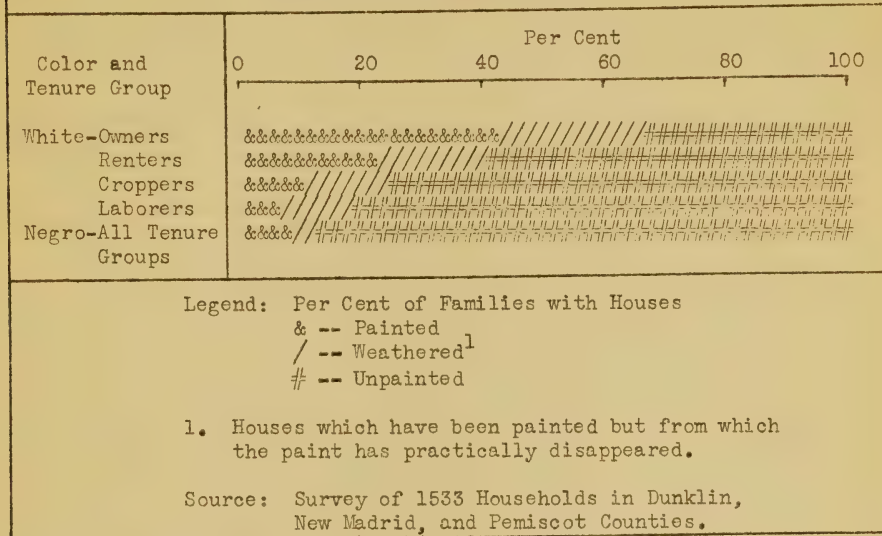 Per Cent
Color and
Tenure Group
0 20 40 60 80 100
White-Owners
Renters
Croppers
Laborers
Negro-All Tenure
Groups
Legend: Per Cent of Families with Houses
& -- Painted
/ -- Weathered1
# -- Unpainted
1. Houses which have been painted but from which
the paint has practically disappeared.
Source: Survey of 1533 Households in Dunklin,
New Madrid, and Pemiscot Counties.